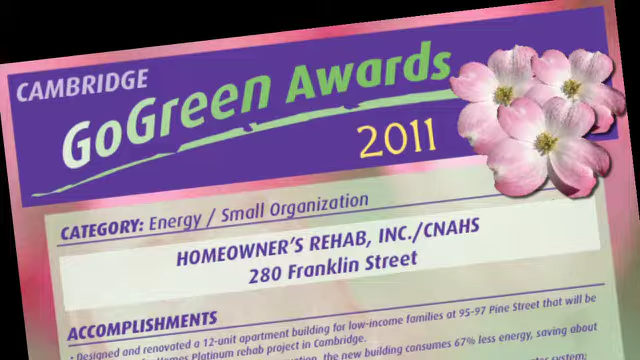 CAMBRIDGE
GoGreen Awards
2011
CATEGORY: Energy / Small Organization
HOMEOWNER'S REHAB, INC./CNAHS
280 Franklin Street
ACCOMPLISHMENTS
• Designed and renovated a 12-unit apartment building for low-income families at 95-97 Pine Street that will be
Homes Platinum rehab project in Cambridge.
the new building consumes 67% less energy, saving about
system;